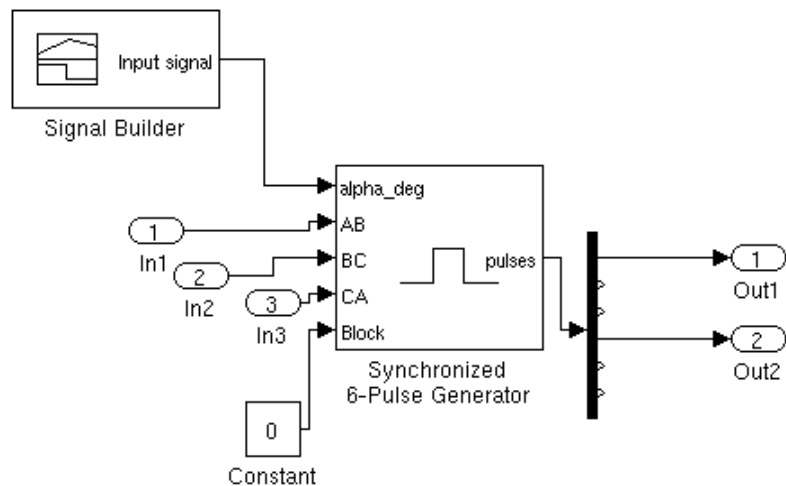 Input signal
Signal Builder
alpha_deg
1
AB
In1
2
BC
pulses
1
In2
3
CA
Out1
In3
Block
2
Synchronized
6-Pulse Generator
Out2
0
Constant